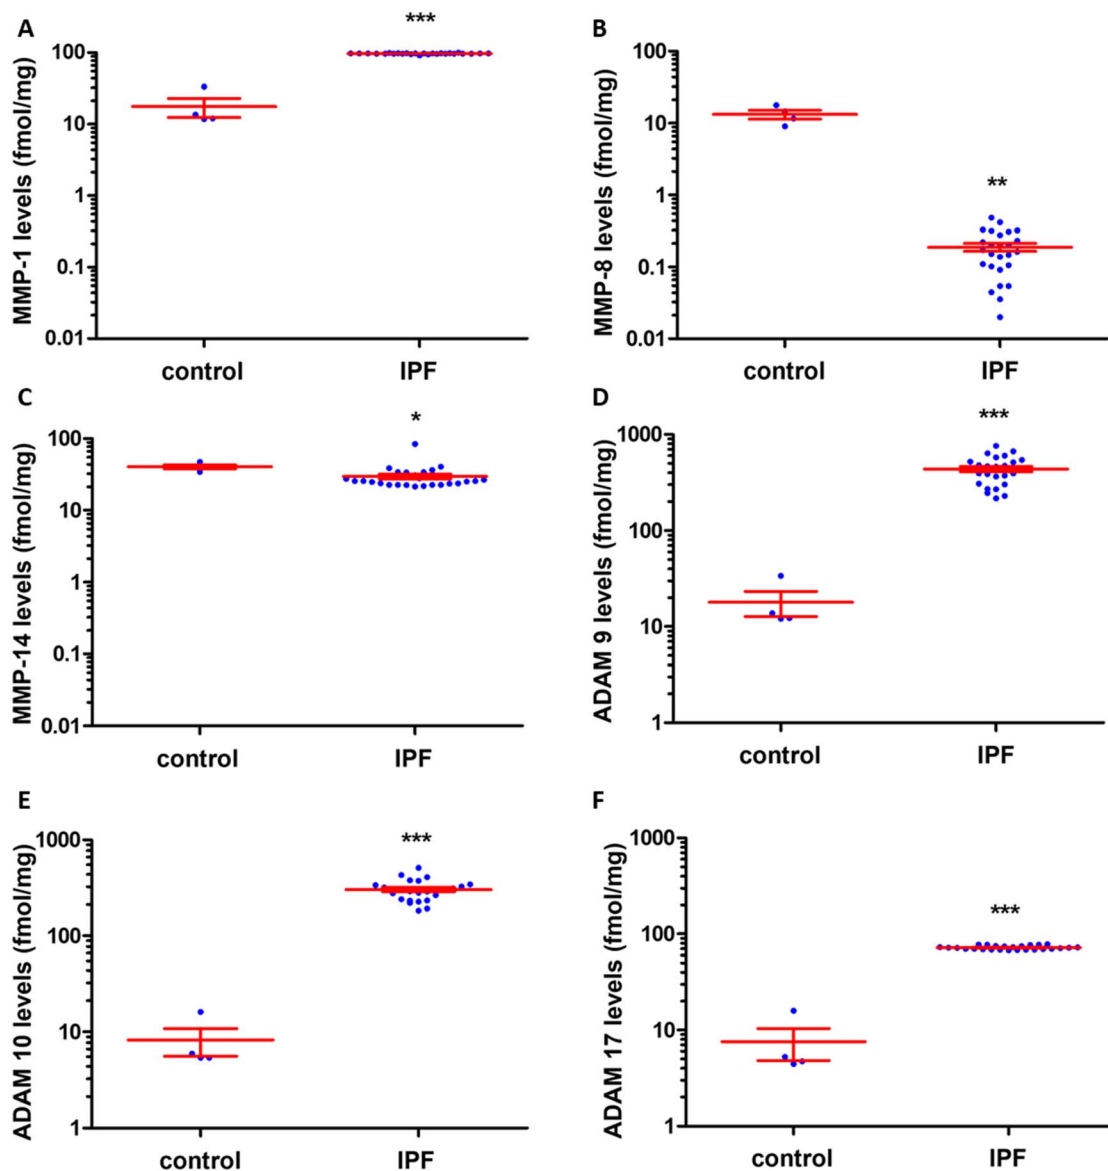 A
MMP-1 levels (fmol/mg)
100
10
1
0.1
0.01
***
control IPF
B
MMP-8 levels (fmol/mg)
100
10
1
0.1
0.01
**
control IPF
C
MMP-14 levels (fmol/mg)
100
10
1
0.1
0.01
*
control IPF
D
ADAM 9 levels (fmol/mg)
1000
100
10
1
***
control IPF
E
ADAM 10 levels (fmol/mg)
1000
100
10
1
***
control IPF
F
ADAM 17 levels (fmol/mg)
1000
100
10
1
***
control IPF